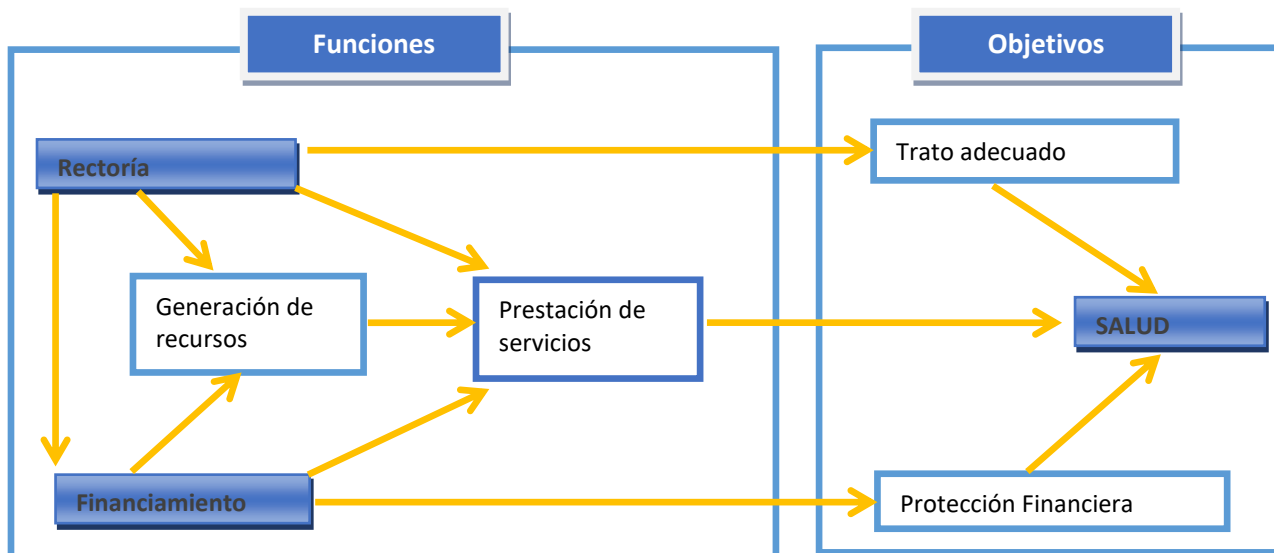 Funciones
Objetivos
Rectoría
Trato adecuado
Generación de
recursos
Prestación de
servicios
SALUD
Financiamiento
Protección Financiera